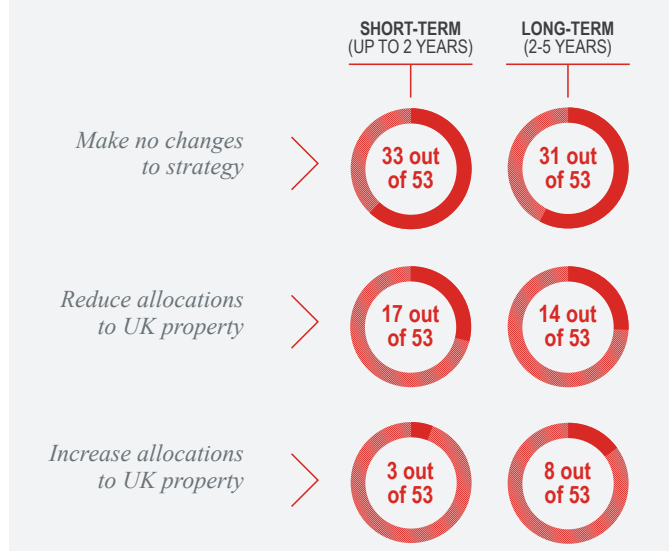 SHORT-TERM
(UP TO 2 YEARS)
LONG-TERM
(2-5 YEARS)
Make no changes
to strategy
33 out
of 53
31 out
of 53
Reduce allocations
to UK property
17 out
of 53
14 out
of 53
Increase allocations
to UK property
3 out
of 53
8 out
of 53